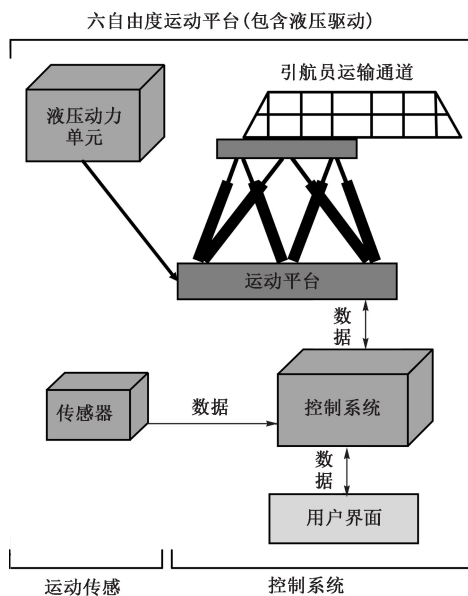 六自由度运动平台(包含液压驱动)
引航员运输通道
液压动力
单元
运动平台
数
据
传感器
数据
控制系统
数
据
用户界面
运动传感
控制系统